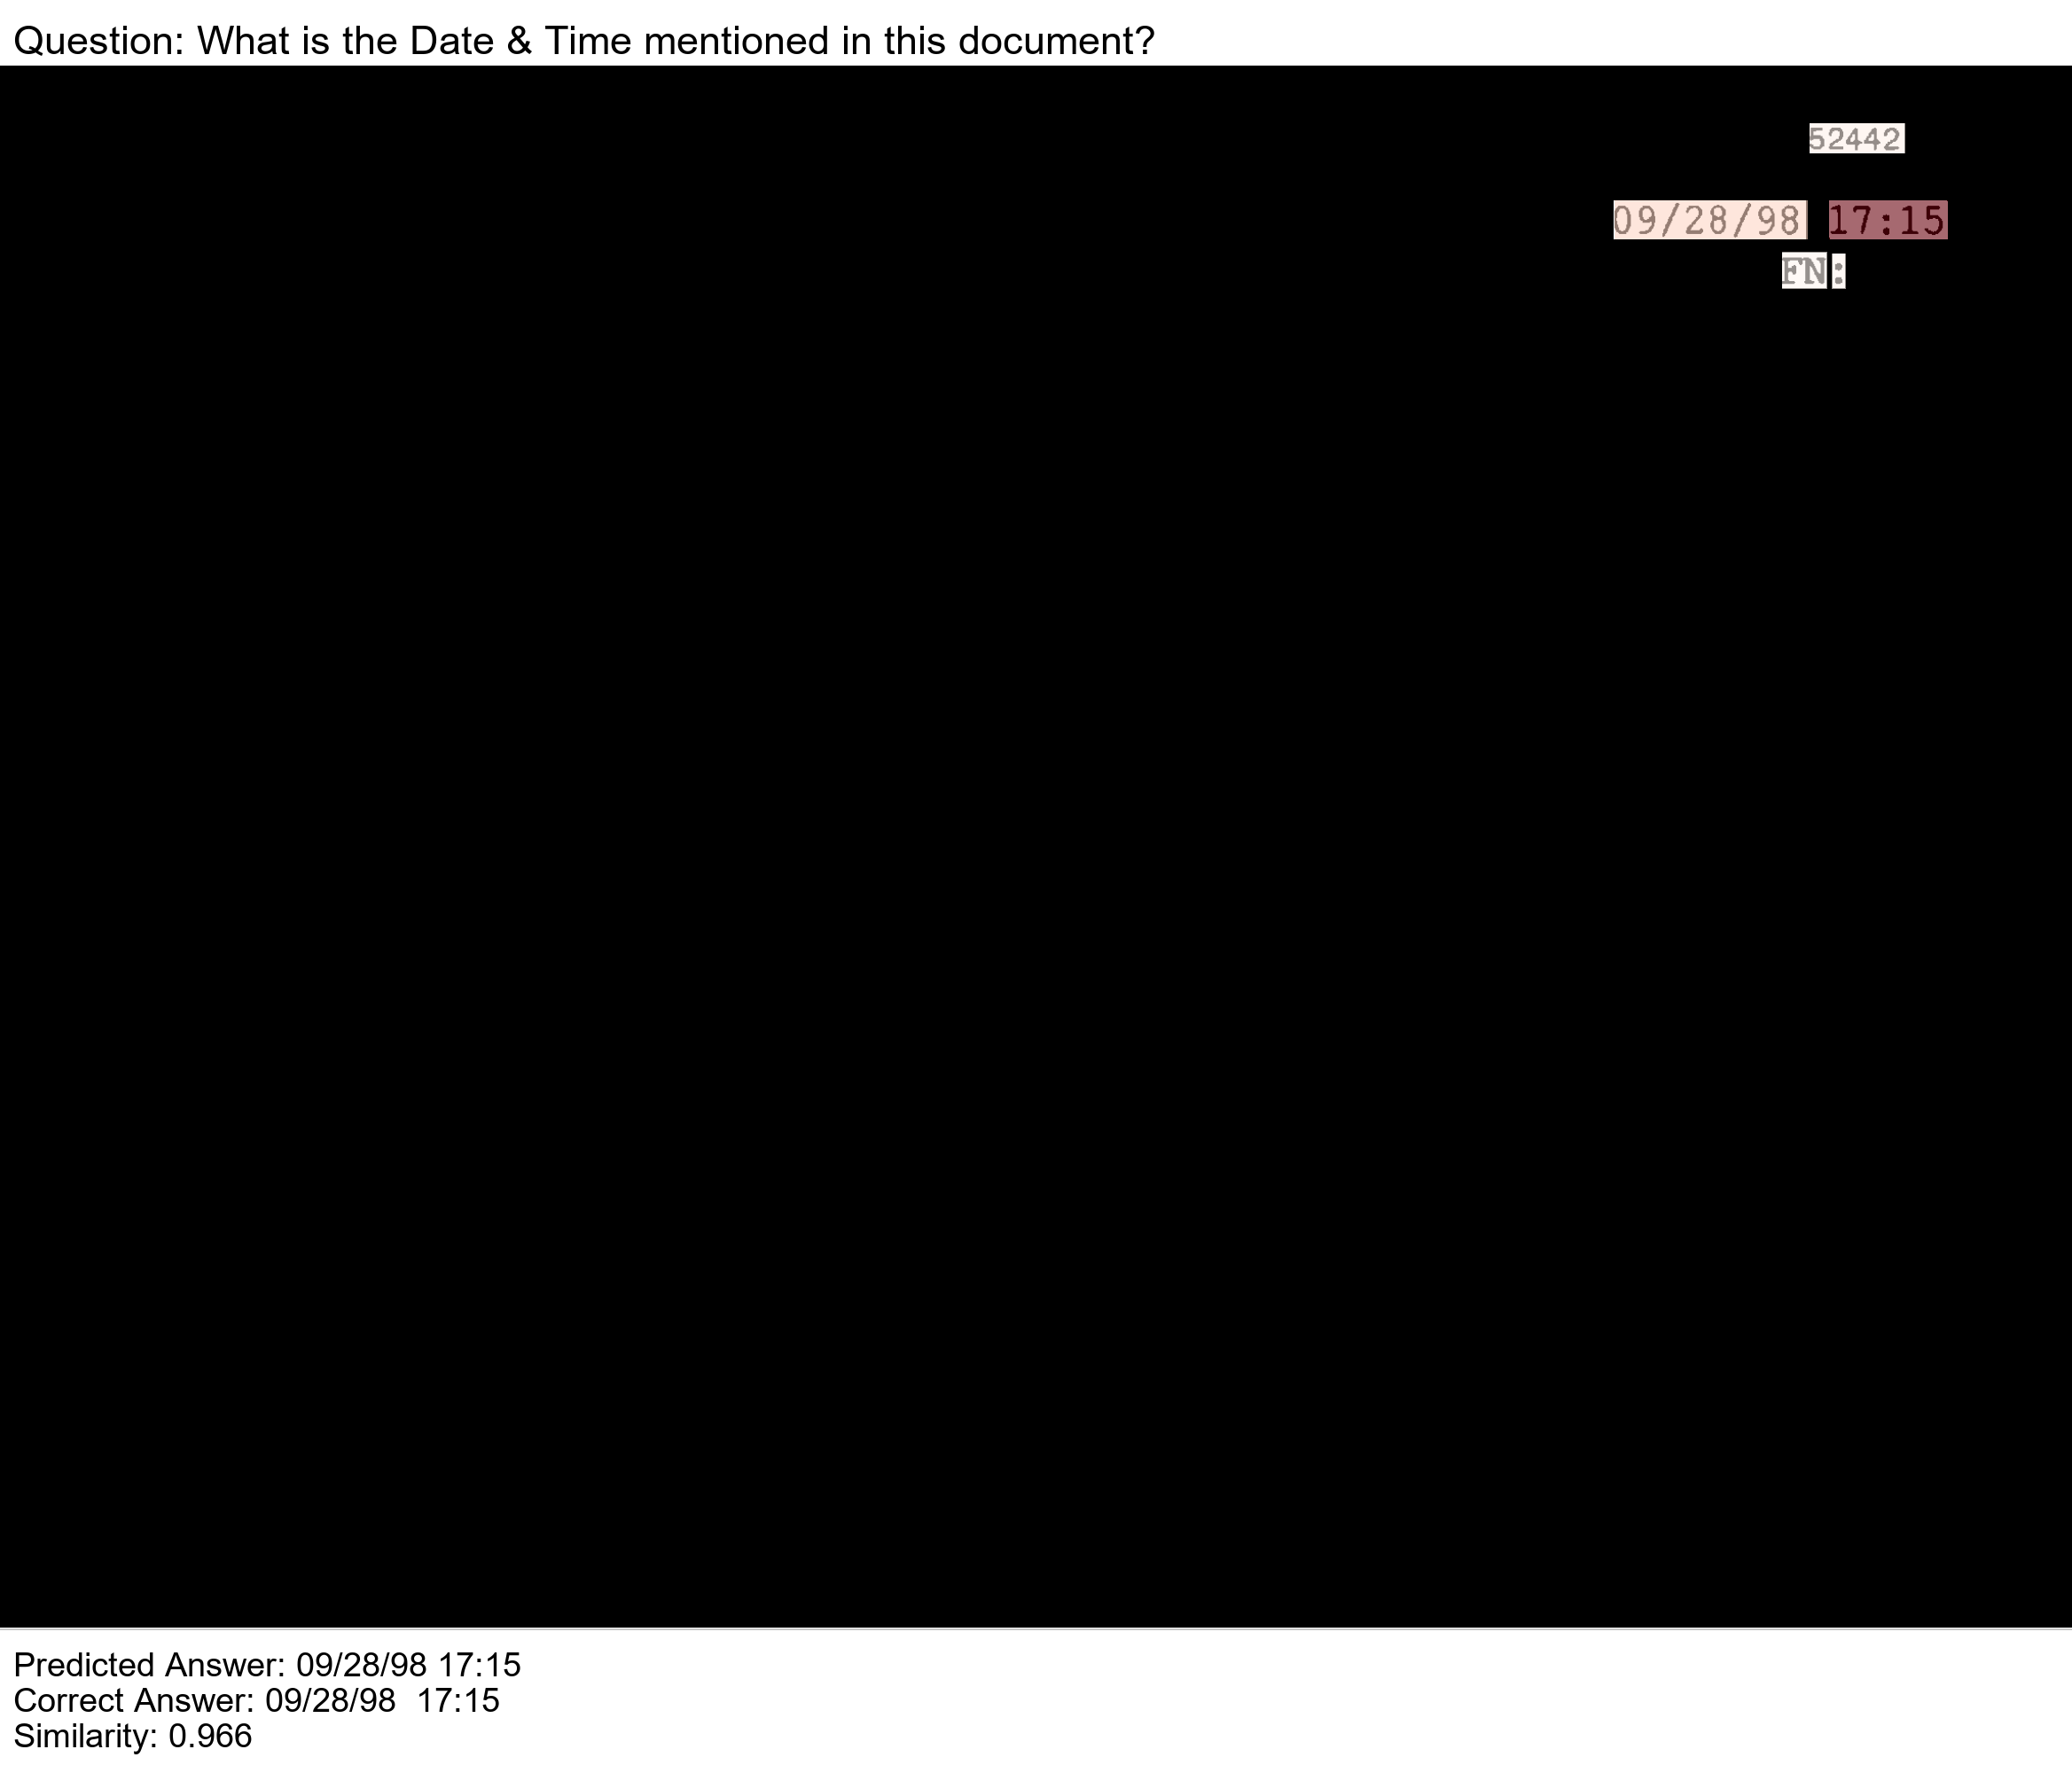 Question: What is the Date & Time mentioned in this document?
52442
09/28/98 17:15
FN:
Predicted Answer: 09/28/98 17:15
Correct Answer: 09/28/98  17:15
Similarity: 0.966